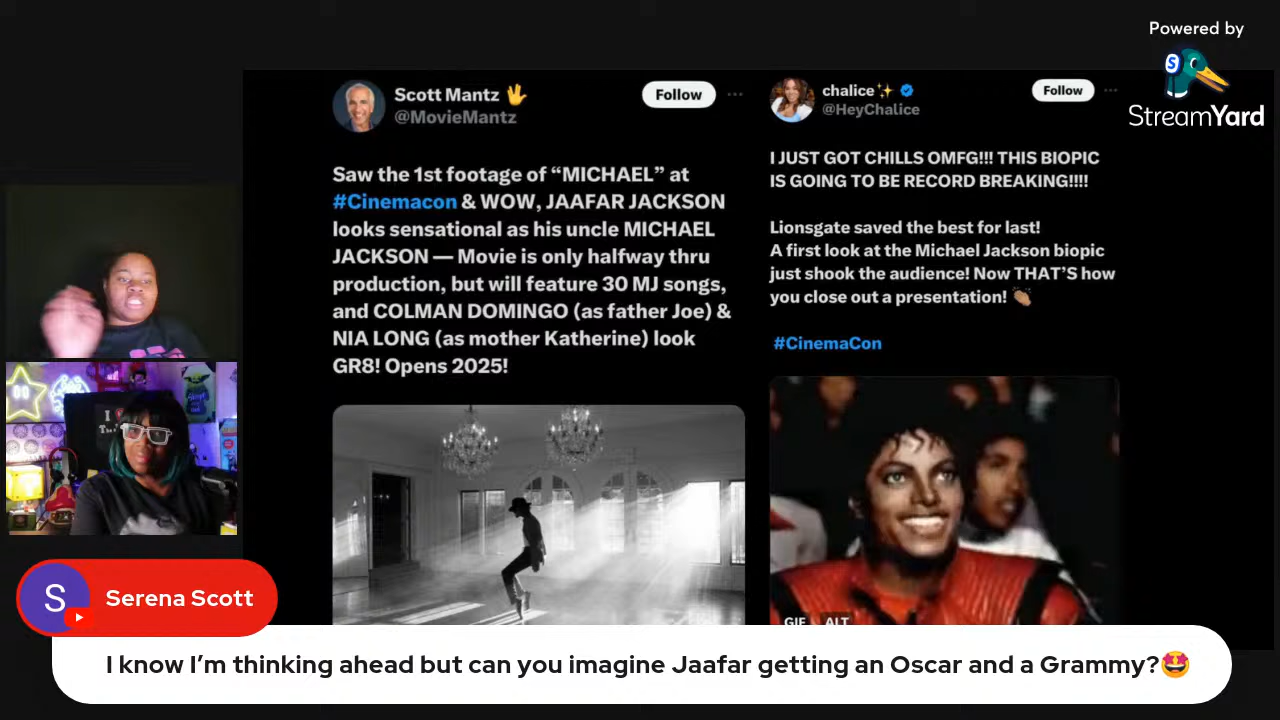 Powered by
StreamYard
Scott Mantz 🖖
@MovieMantz
Follow
Saw the 1st footage of “MICHAEL” at
#Cinemacon & WOW, JAAFAR JACKSON
looks sensational as his uncle MICHAEL
JACKSON — Movie is only halfway thru
production, but will feature 30 MJ songs,
and COLMAN DOMINGO (as father Joe) &
NIA LONG (as mother Katherine) look
GR8! Opens 2025!
chalice✨
@HeyChalice
Follow
I JUST GOT CHILLS OMFG!!! THIS BIOPIC
IS GOING TO BE RECORD BREAKING!!!!
Lionsgate saved the best for last!
A first look at the Michael Jackson biopic
just shook the audience! Now THAT’S how
you close out a presentation! 👏🏽
#CinemaCon
GIF ALT
S
Serena Scott
I know I’m thinking ahead but can you imagine Jaafar getting an Oscar and a Grammy?🤩